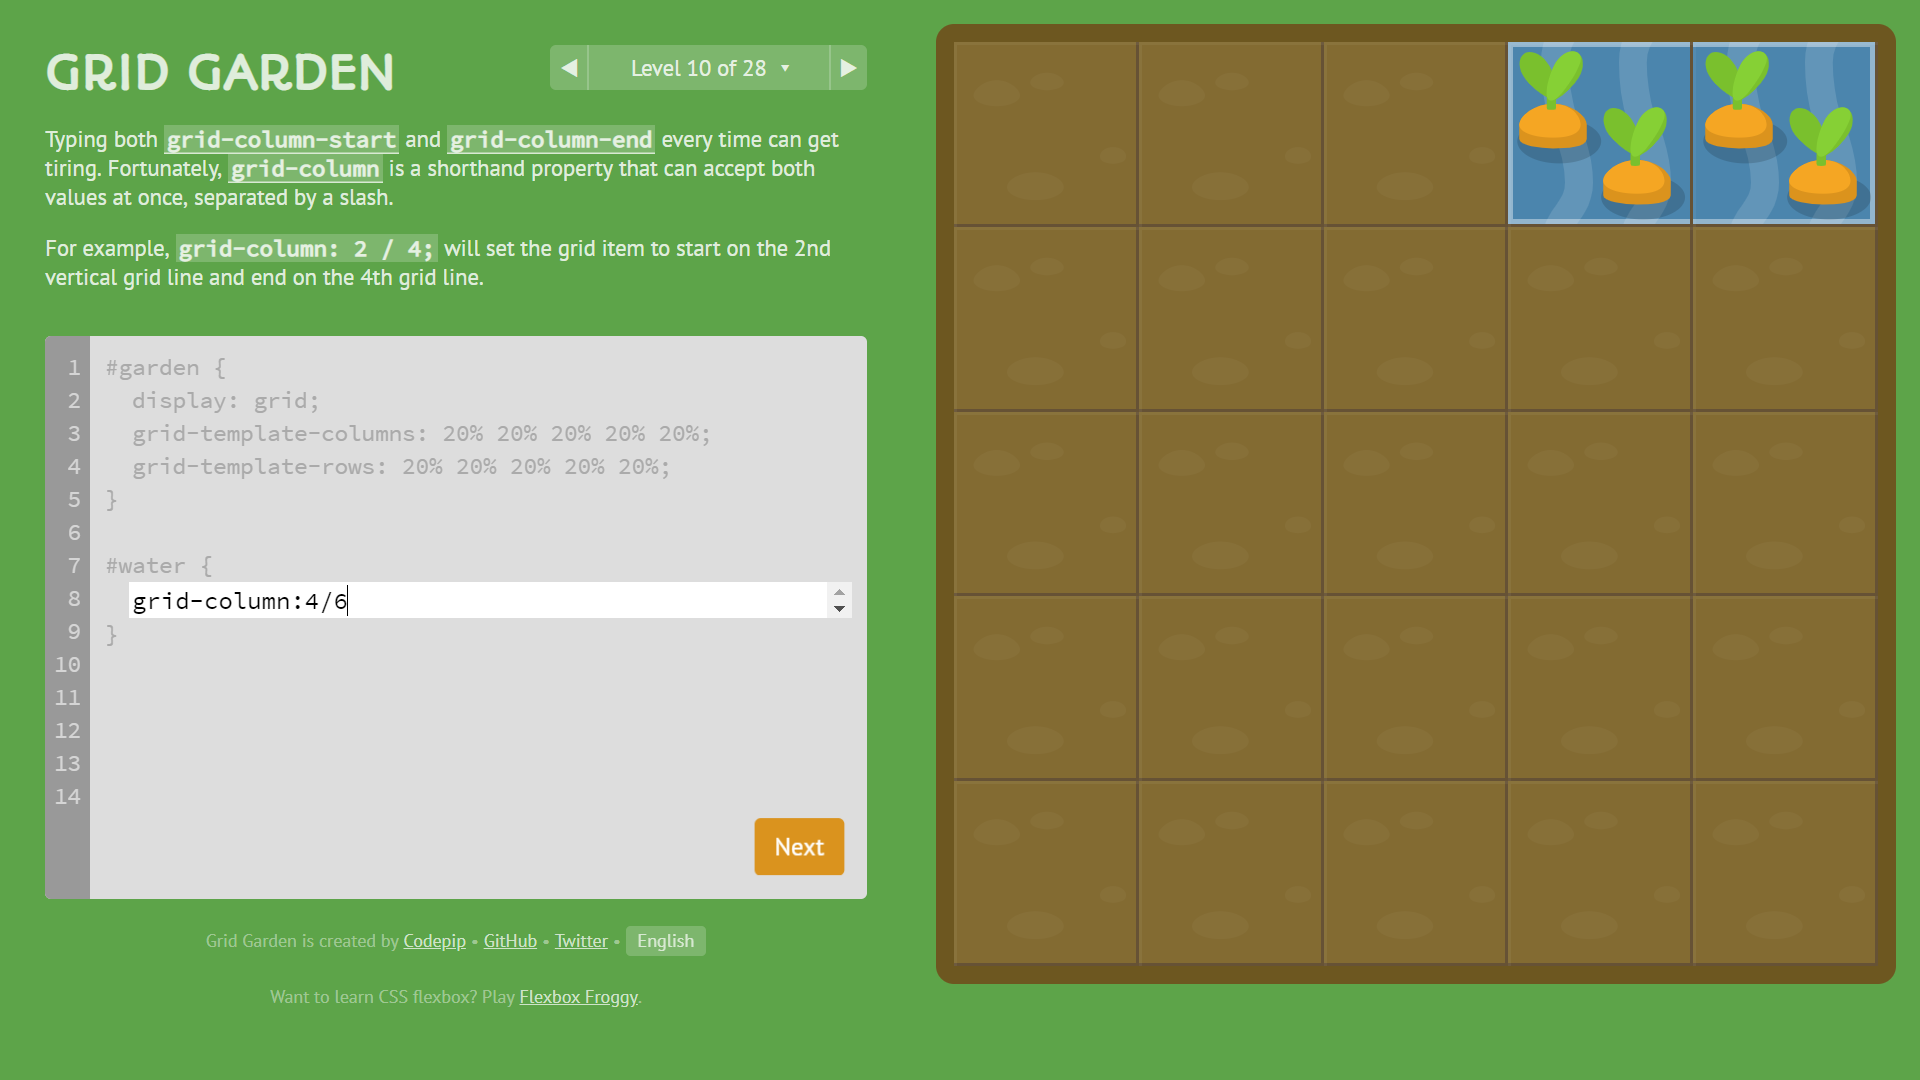 GRID GARDEN
Level 10 of 28
Typing both grid-column-start and grid-column-end every time can get
tiring. Fortunately, grid-column is a shorthand property that can accept both
values at once, separated by a slash.
For example, grid-column: 2 / 4; will set the grid item to start on the 2nd
vertical grid line and end on the 4th grid line.
1 #garden {
2 display: grid;
3 grid-template-columns: 20% 20% 20% 20% 20%;
4 grid-template-rows: 20% 20% 20% 20% 20%;
5 }
6
7 #water {
8 grid-column:4/6
9 }
10
11
12
13
14
Next
Grid Garden is created by Codepip • GitHub • Twitter • English
Want to learn CSS flexbox? Play Flexbox Froggy.